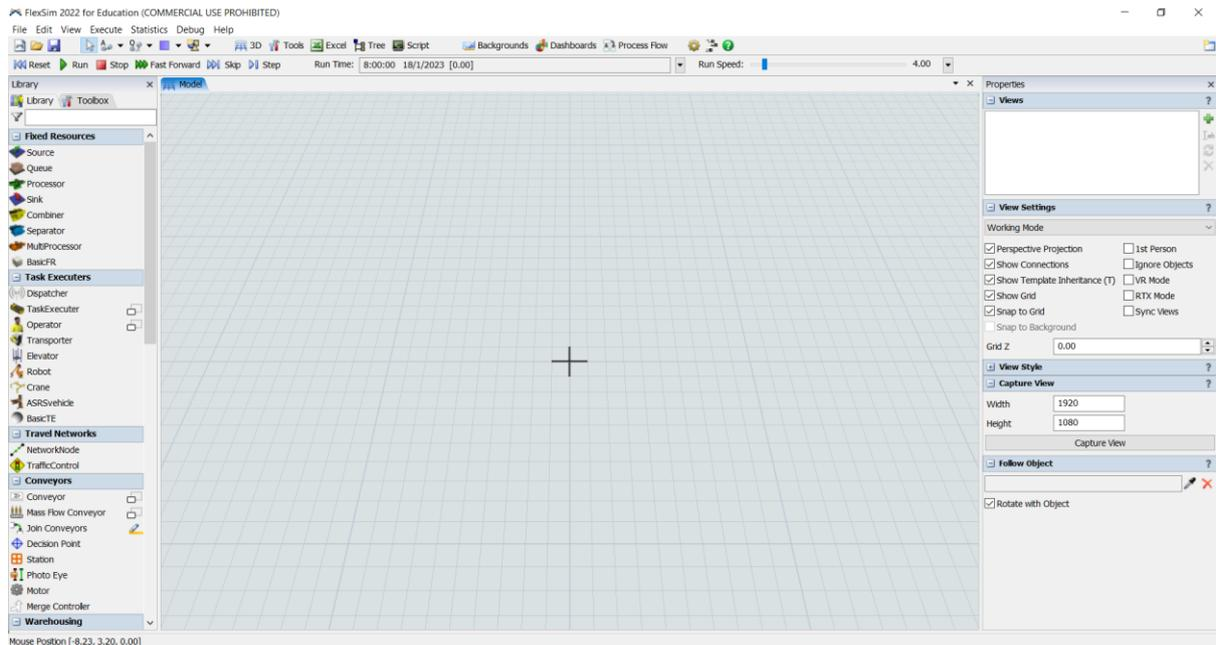 FlexSim 2022 for Education (COMMERCIAL USE PROHIBITED)
File Edit View Execute Statistics Debug Help
3D Tools Excel Tree Script Backgrounds Dashboards Process Flow
Reset Run Stop Fast Forward Skip Step Run Time: 8:00:00 18/1/2023 [0.00] Run Speed: 4.00
Library
Library Toolbox
Fixed Resources
Source
Queue
Processor
Sink
Combiner
Separator
MultiProcessor
BasicFR
Task Executers
Dispatcher
TaskExecuter
Operator
Transporter
Elevator
Robot
Crane
ASRSvehicle
BasicTE
Travel Networks
NetworkNode
TrafficControl
Conveyors
Conveyor
Mass Flow Conveyor
Join Conveyors
Decision Point
Station
Photo Eye
Motor
Merge Controller
Warehousing
Model
Properties
Views ?
View Settings ?
Working Mode
Perspective Projection 1st Person
Show Connections Ignore Objects
Show Template Inheritance (T) VR Mode
Show Grid RTX Mode
Snap to Grid Sync Views
Snap to Background
Grid Z 0.00
View Style ?
Capture View ?
Width 1920
Height 1080
Capture View
Follow Object ?
Rotate with Object
Mouse Position [-8.23, 3.20, 0.00]